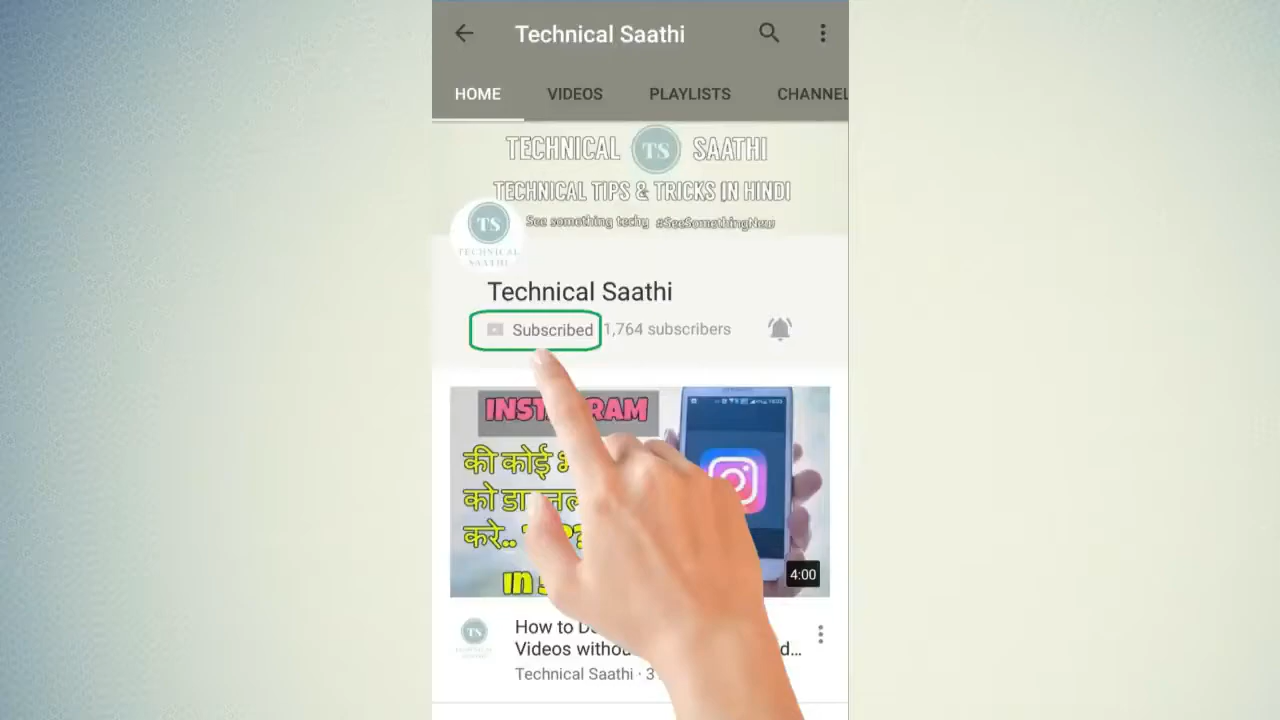 Technical Saathi
HOME VIDEOS PLAYLISTS CHANNEL
TECHNICAL TS SAATHI
TECHNICAL TIPS & TRICKS IN HINDI
See something techy #SeeSomethingNew
TS
TECHNICAL
SAATHI
Technical Saathi
Subscribed 1,764 subscribers
INST RAM
की कोई
को डा
करे..
In
4:00
TS
How to D
Videos withou d...
Technical Saathi · 3